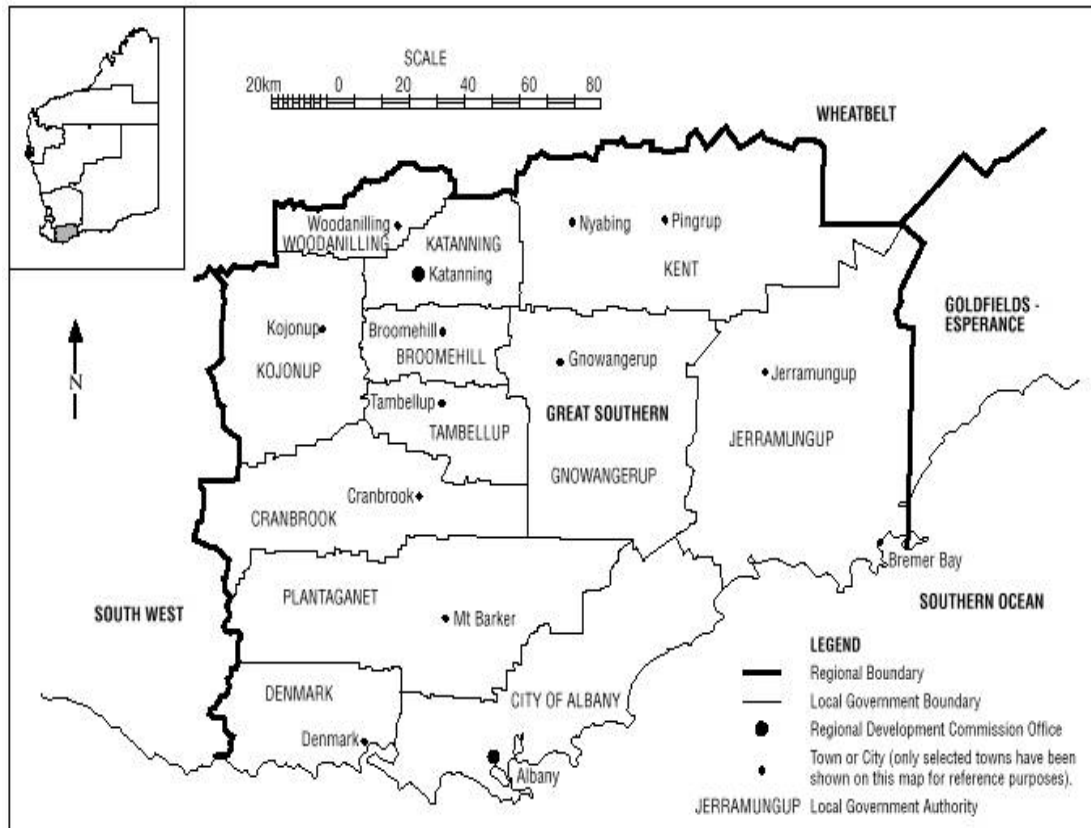 SCALE
20km 0 20 40 60 80
WHEATBELT
Woodanilling
WOODANILLING
KATANNING
Nyabing
Pingrup
KENT
Katanning
GOLDFIELDS -
ESPERANCE
N
Kojonup
KOJONUP
Broomehill
BROOMEHILL
Gnowangerup
Jerramungup
Tambellup
TAMBELLUP
GREAT SOUTHERN
JERRAMUNGUP
GNOWANGERUP
Cranbrook
CRANBROOK
Bremer Bay
PLANTAGANET
Mt Barker
SOUTH WEST
SOUTHERN OCEAN
DENMARK
CITY OF ALBANY
Denmark
Albany
LEGEND
Regional Boundary
Local Government Boundary
Regional Development Commission Office
Town or City (only selected towns have been
shown on this map for reference purposes).
JERRAMUNGUP Local Government Authority